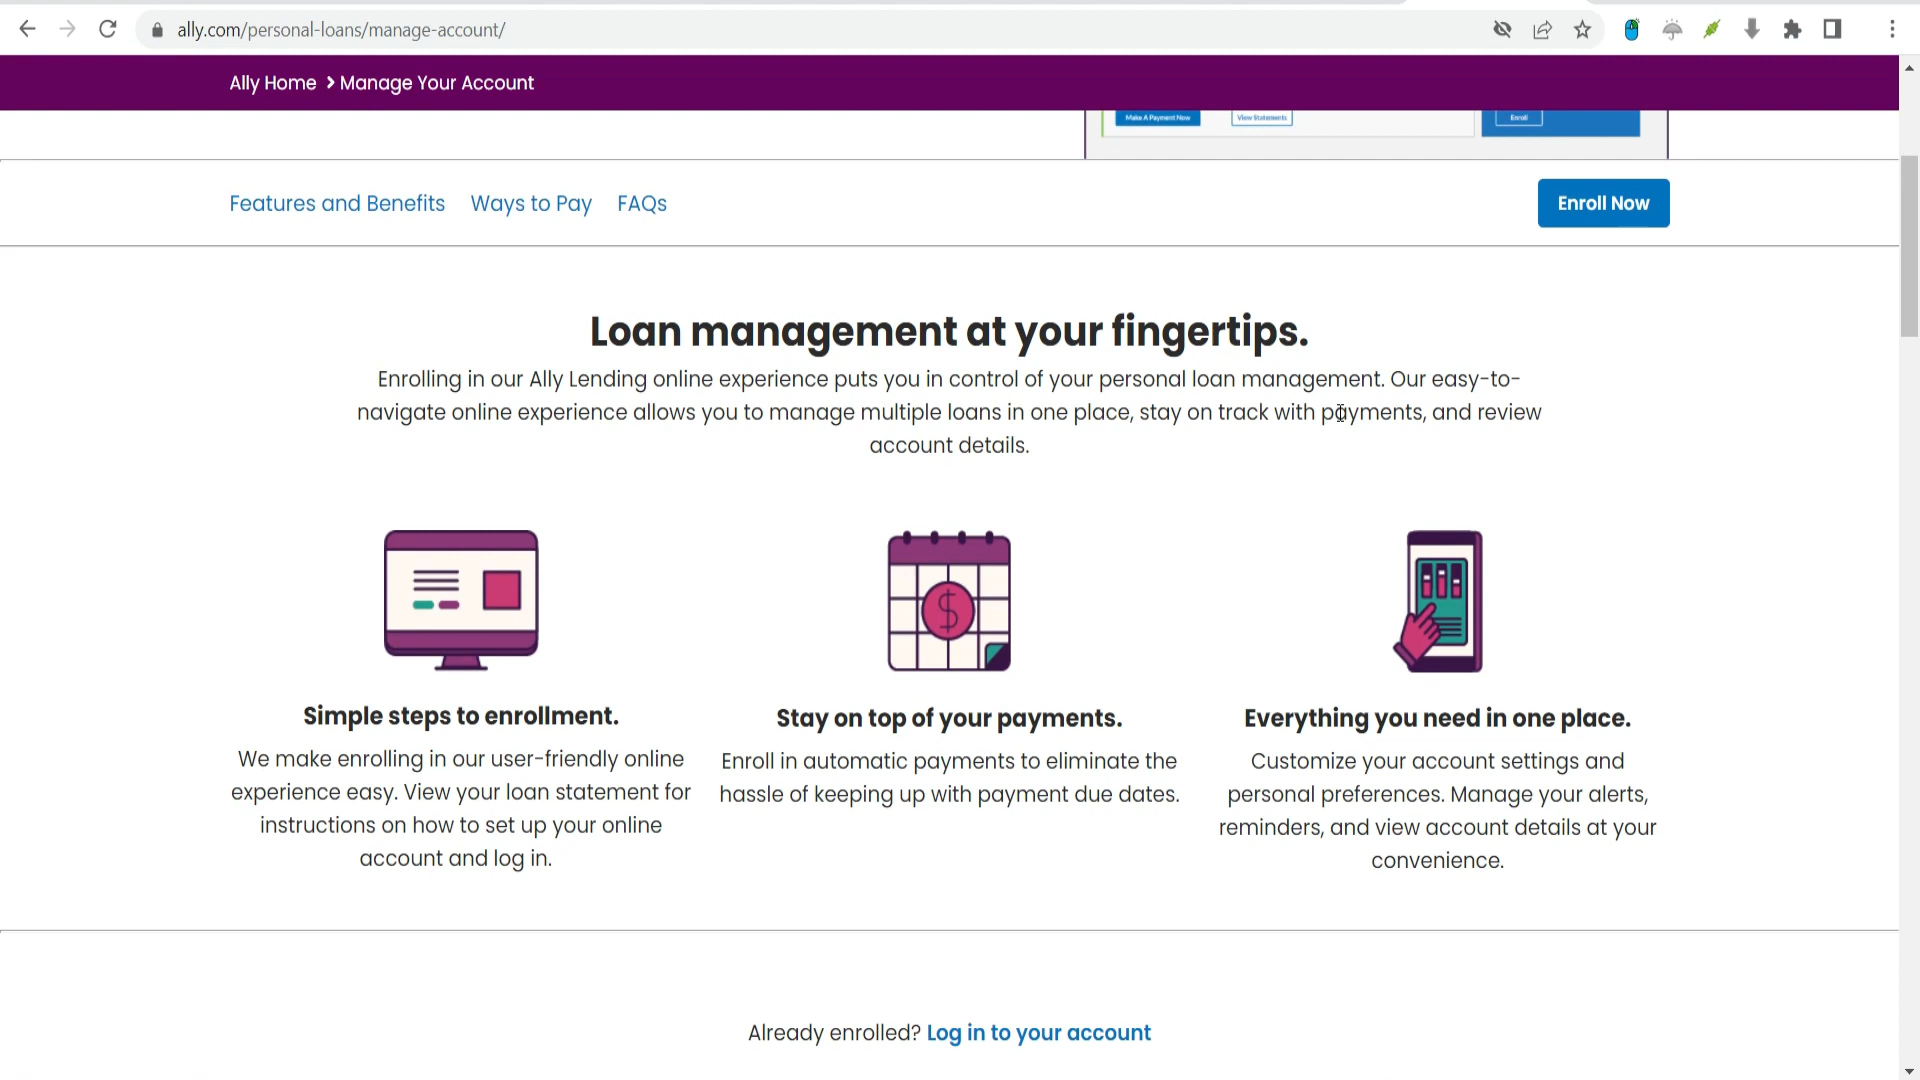 ally.com/personal-loans/manage-account/
Ally Home > Manage Your Account
Make A Payment Now View Statements Enroll
Features and Benefits Ways to Pay FAQs Enroll Now
Loan management at your fingertips.
Enrolling in our Ally Lending online experience puts you in control of your personal loan management. Our easy-to-
navigate online experience allows you to manage multiple loans in one place, stay on track with payments, and review
account details.
$
Simple steps to enrollment.
We make enrolling in our user-friendly online
experience easy. View your loan statement for
instructions on how to set up your online
account and log in.
Stay on top of your payments.
Enroll in automatic payments to eliminate the
hassle of keeping up with payment due dates.
Everything you need in one place.
Customize your account settings and
personal preferences. Manage your alerts,
reminders, and view account details at your
convenience.
Already enrolled? Log in to your account